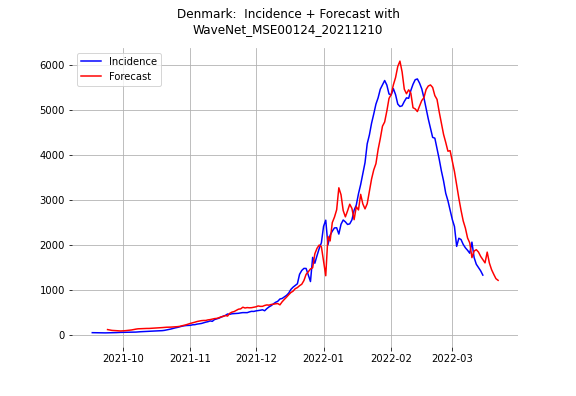 Denmark:  Incidence + Forecast with
WaveNet_MSE00124_20211210
Incidence
Forecast
6000
5000
4000
3000
2000
1000
0
2021-10 2021-11 2021-12 2022-01 2022-02 2022-03